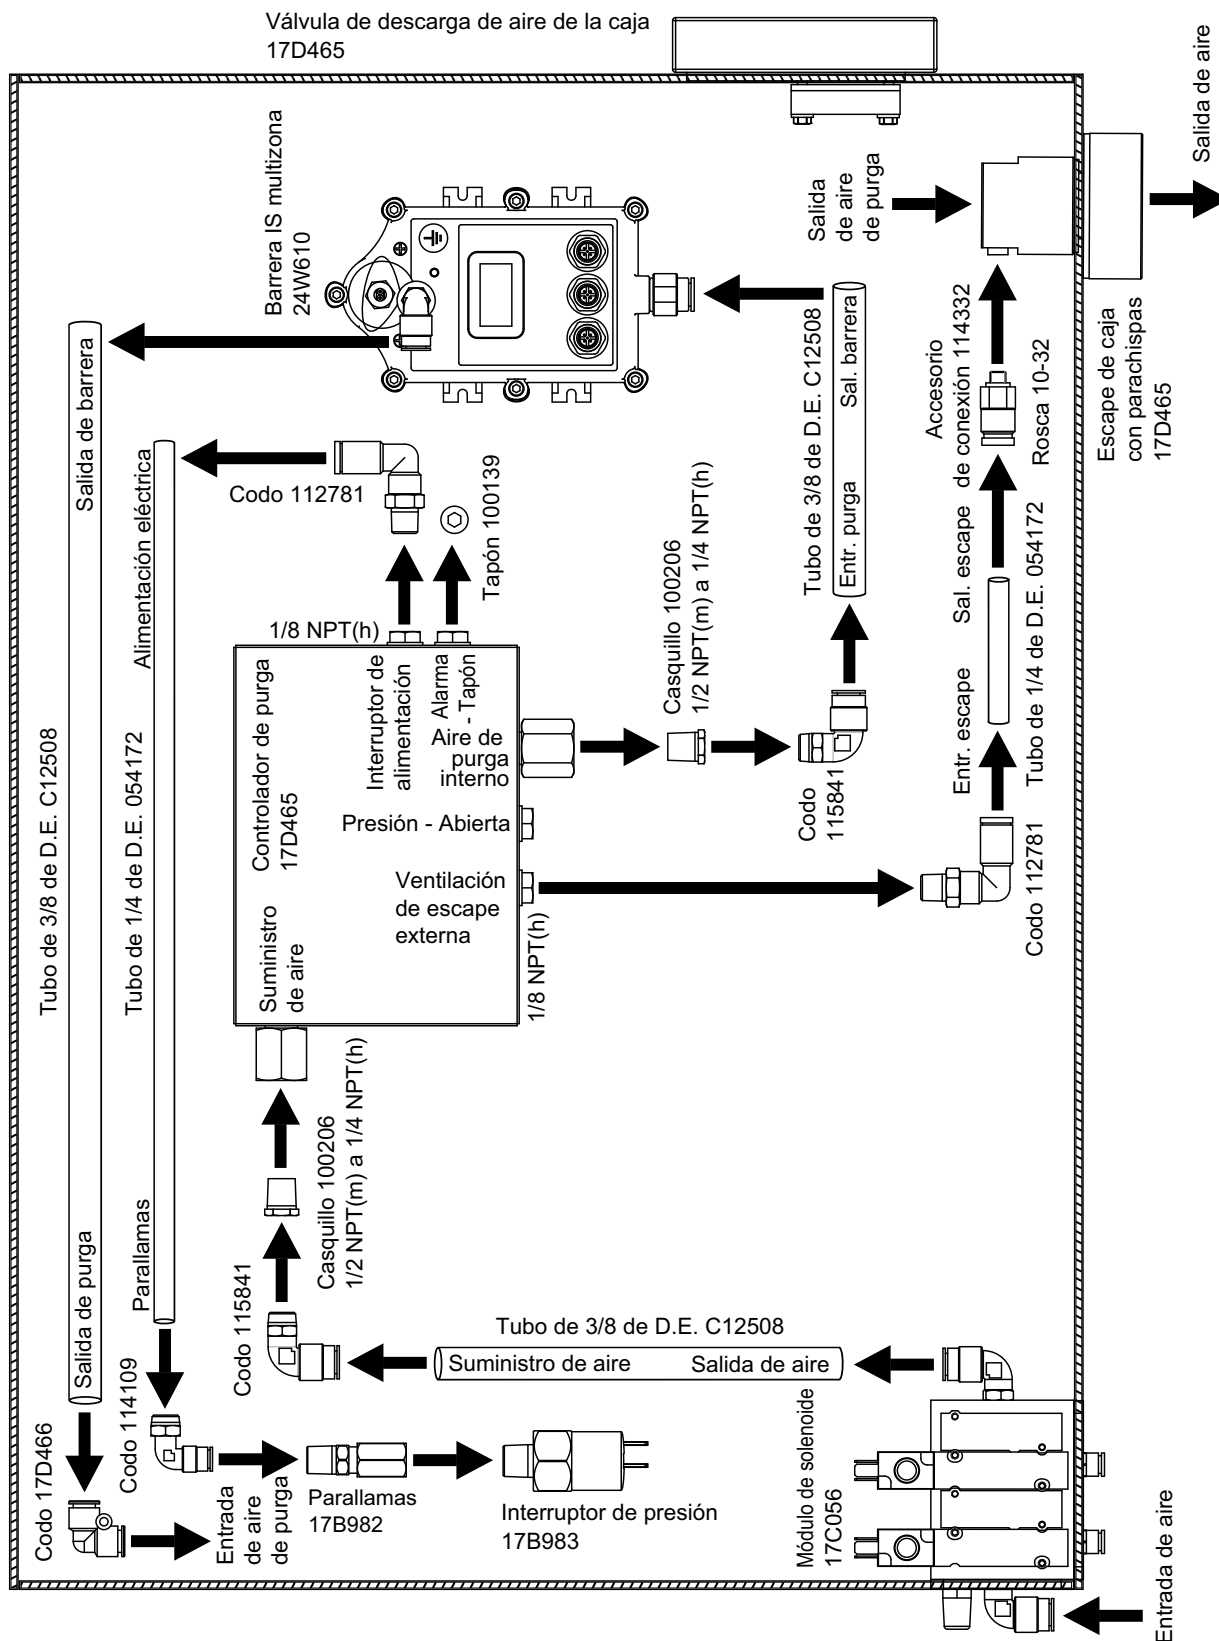 Válvula de descarga de aire de la caja
17D465
Salida de aire
Barrera IS multizona
24W610
Salida
de aire
de purga
Escape de caja
con parachispas
17D465
Accesorio
de conexión 114332
Rosca 10-32
Tubo de 3/8 de D.E. C12508
Salida de barrera
Salida de purga
Tubo de 1/4 de D.E. 054172
Alimentación eléctrica
Parallamas
Codo 112781
Tapón 100139
1/8 NPT(h)
Controlador de purga
17D465
Interruptor de
alimentación
Alarma
- Tapón
Aire de
purga
interno
Presión - Abierta
Ventilación
de escape
externa
Suministro
de aire
1/8 NPT(h)
Casquillo 100206
1/2 NPT(m) a 1/4 NPT(h)
Tubo de 3/8 de D.E. C12508
Entr. purga
Sal. barrera
Codo
115841
Entr. escape
Sal. escape
Tubo de 1/4 de D.E. 054172
Codo 112781
Casquillo 100206
1/2 NPT(m) a 1/4 NPT(h)
Codo 115841
Tubo de 3/8 de D.E. C12508
Suministro de aire
Salida de aire
Codo 17D466
Codo 114109
Entrada
de aire
de purga
Parallamas
17B982
Interruptor de presión
17B983
Módulo de solenoide
17C056
Entrada de aire